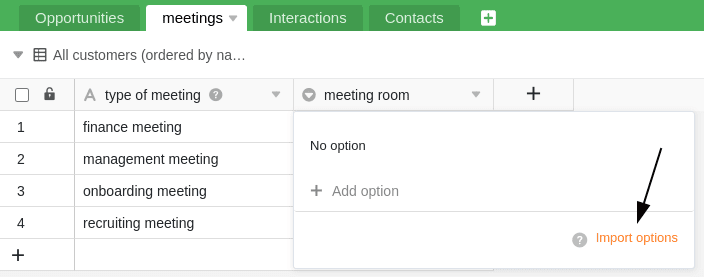 Opportunities meetings Interactions Contacts
All customers (ordered by na…
type of meeting meeting room
1 finance meeting
No option
2 management meeting
3 onboarding meeting
Add option
4 recruiting meeting
Import options